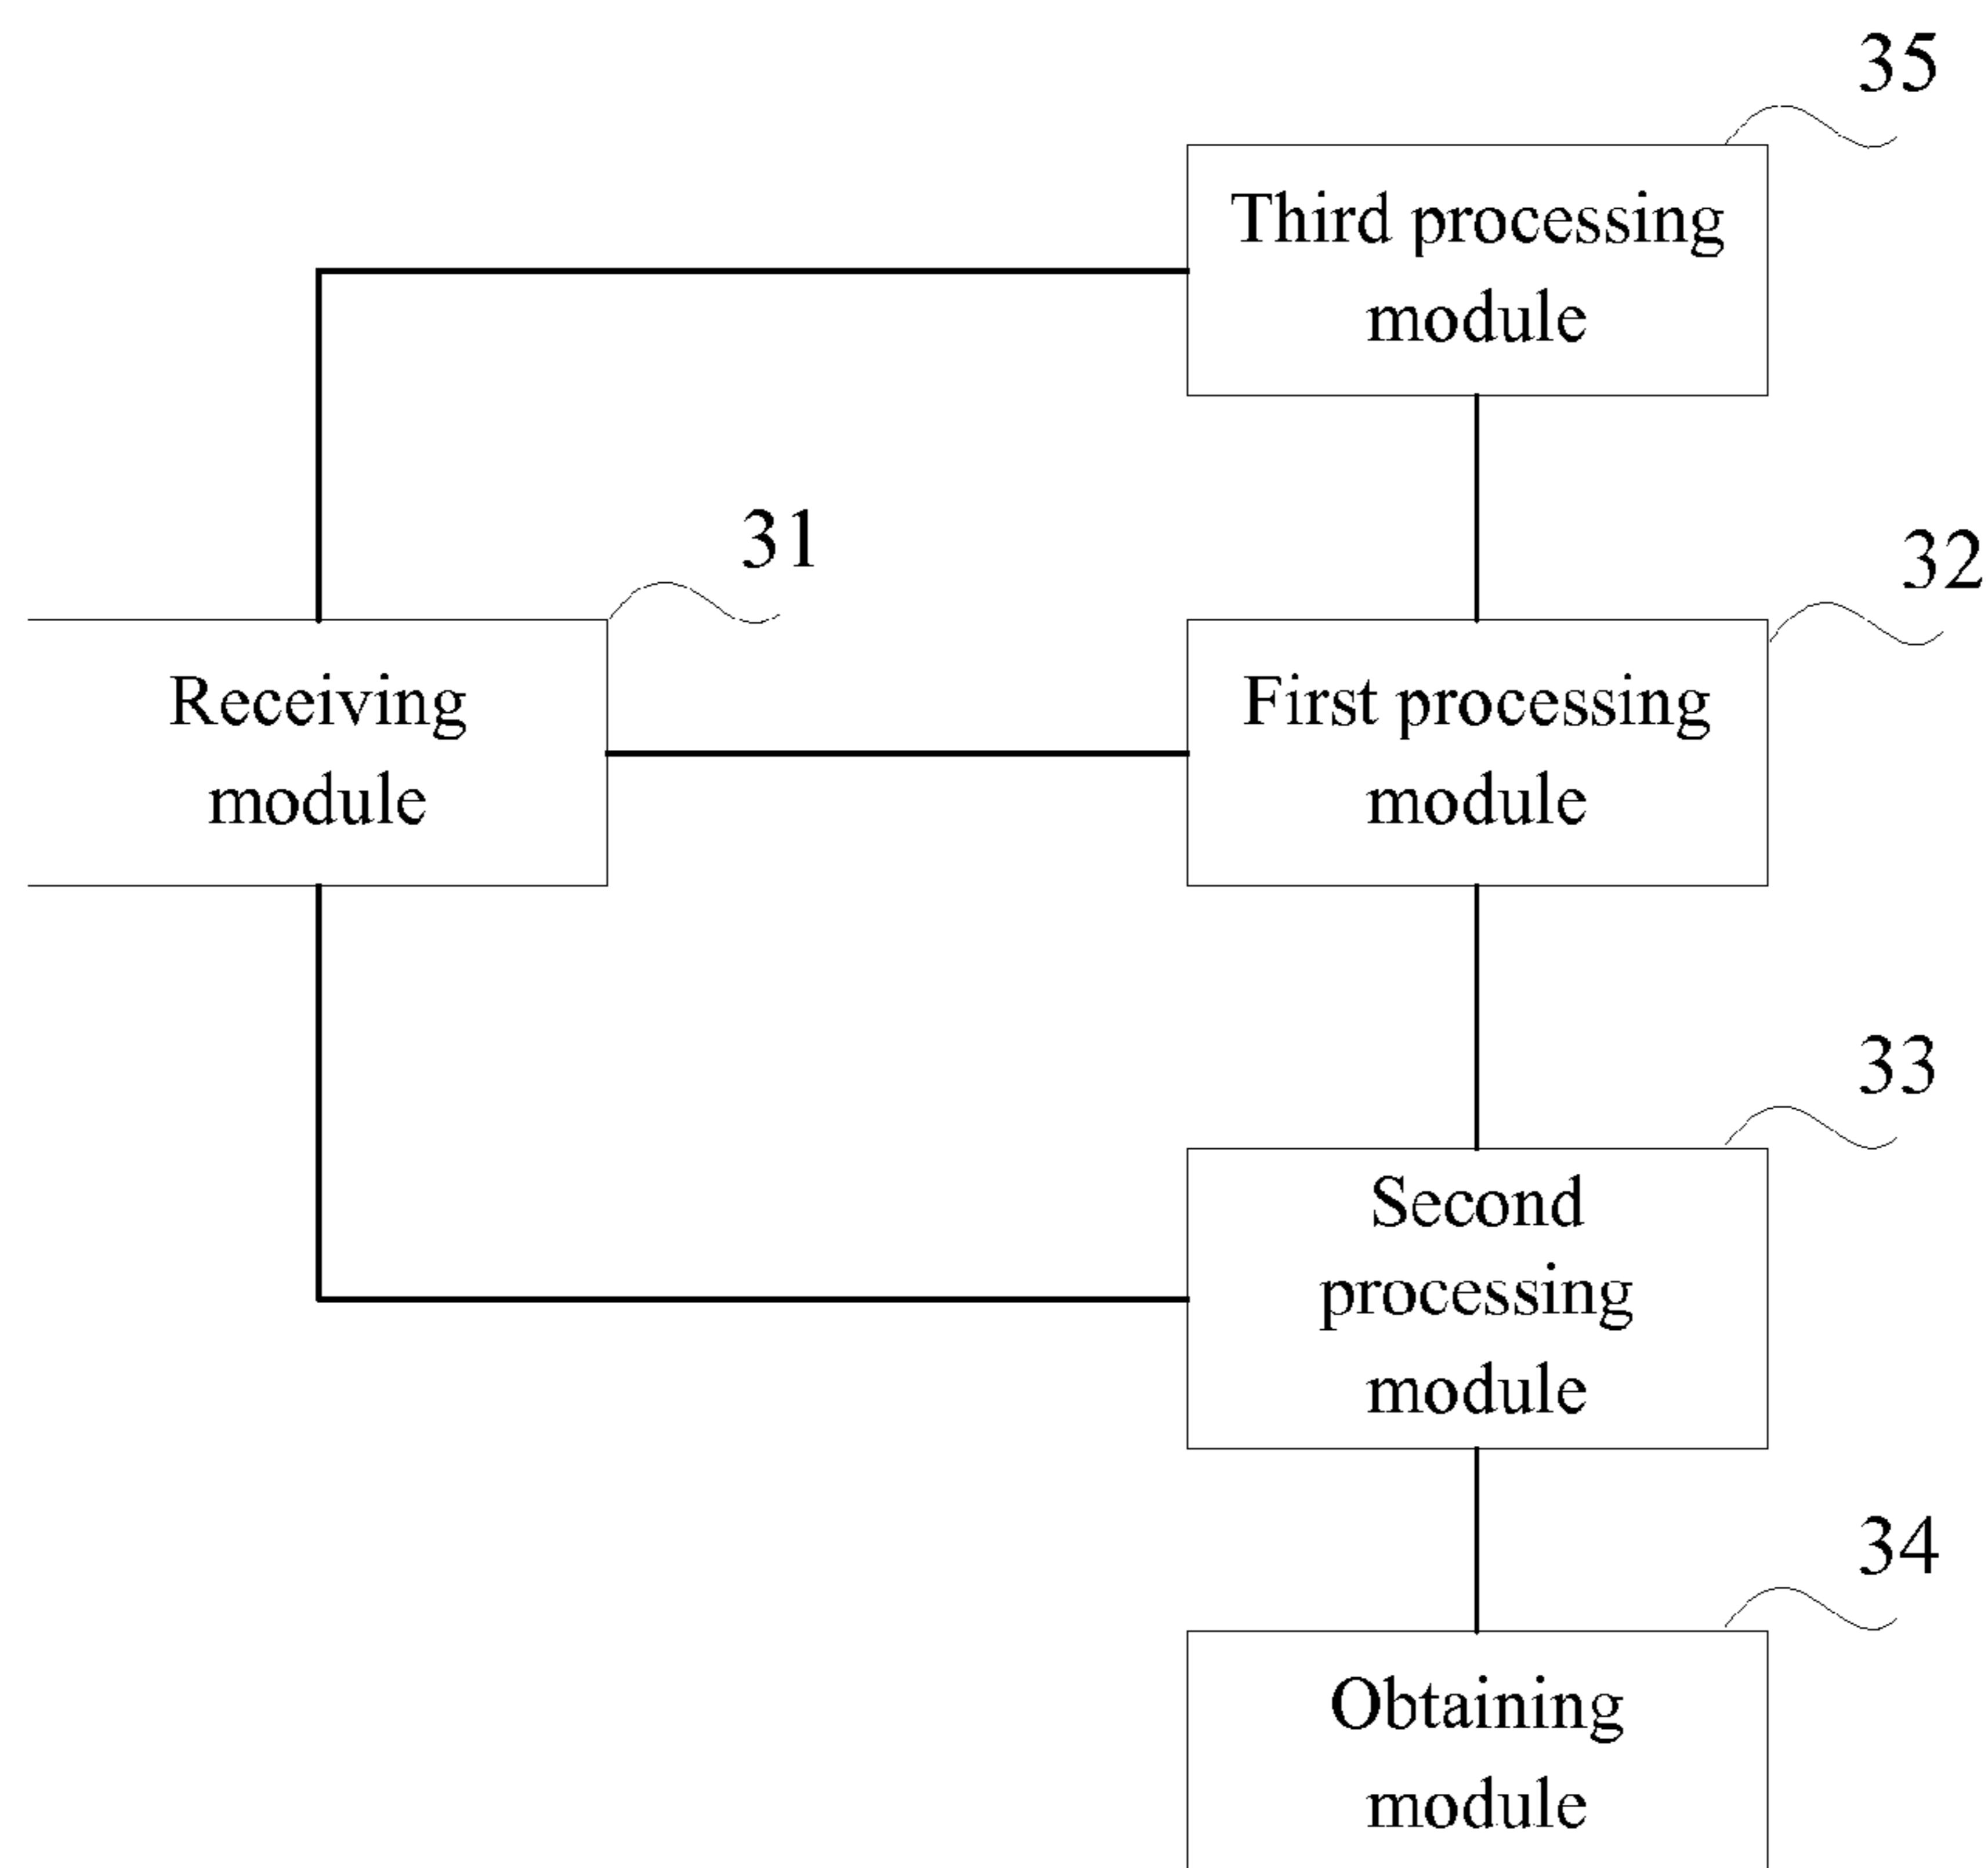 35
Third processing
module
31
32
Receiving
module
First processing
module
33
Second
processing
module
34
Obtaining
module